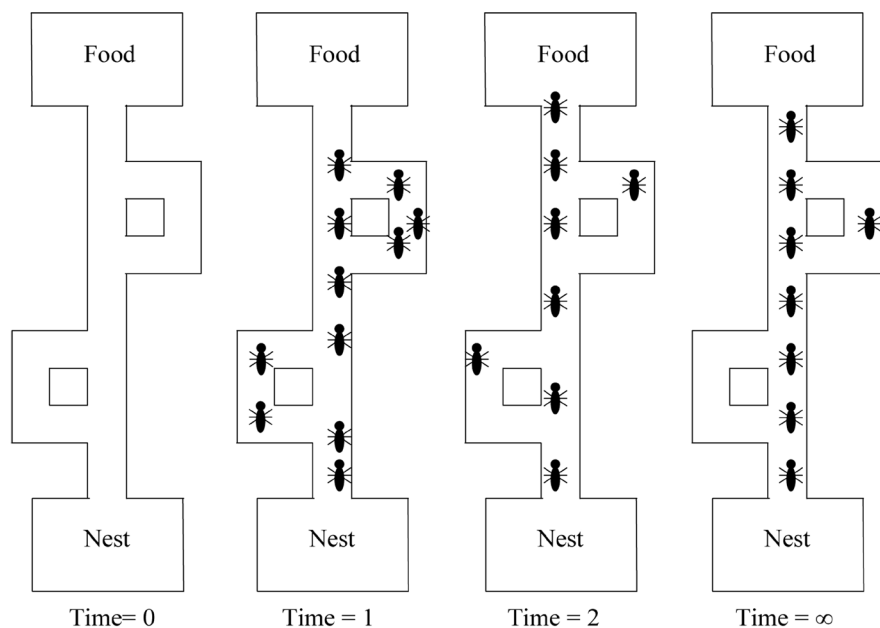 Food
Food
Food
Food
Nest
Nest
Nest
Nest
Time= 0
Time = 1
Time = 2
Time = ∞